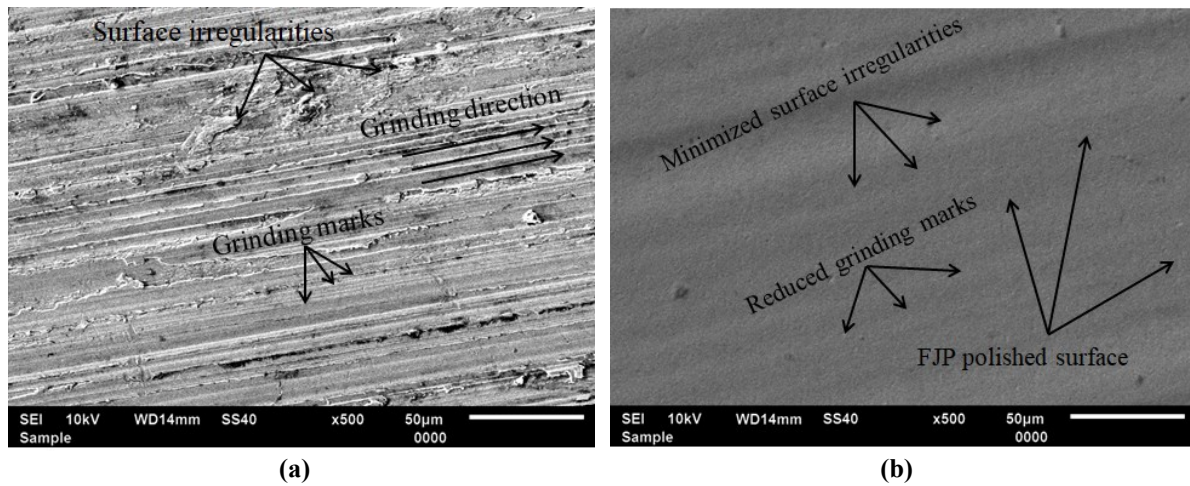 Surface irregularities
Grinding direction
Grinding marks
SEI 10kV WD14mm SS40 x500 50µm
Sample 0000
(a)
Minimized surface irregularities
Reduced grinding marks
FJP polished surface
SEI 10kV WD14mm SS40 x500 50µm
Sample 0000
(b)